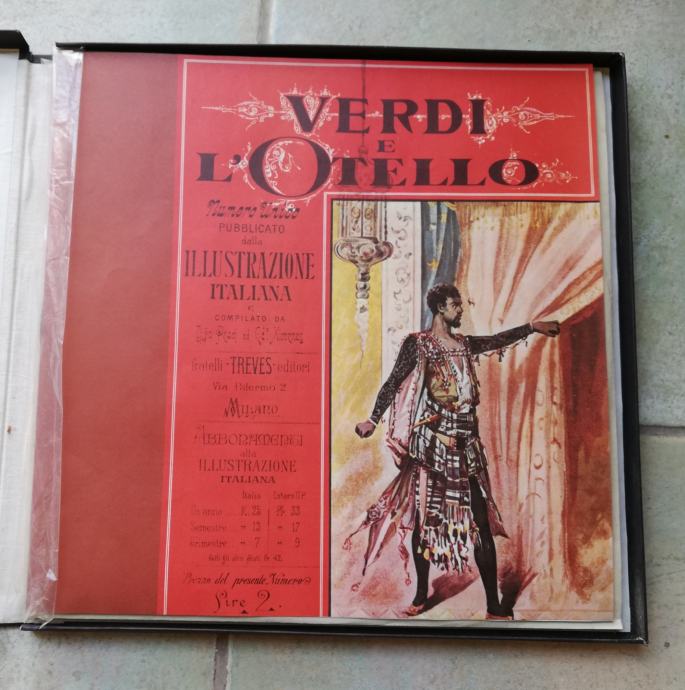 VERDI
E
L'OTELLO
Numero Unico
PUBBLICATO
dalla
ILLUSTRAZIONE
ITALIANA
E
COMPILATO DA
ed
fratelli - TREVES - editori
Via Palermo 2
MILANO
ABBONAMENTI
alla
ILLUSTRAZIONE
ITALIANA
Italia Estero U.P.
Un anno . . L. 25 Fr. 33
Semestre . . " 13 " 17
Trimestre . . " 7 " 9
Prezzo del presente Numero
Lire 2.